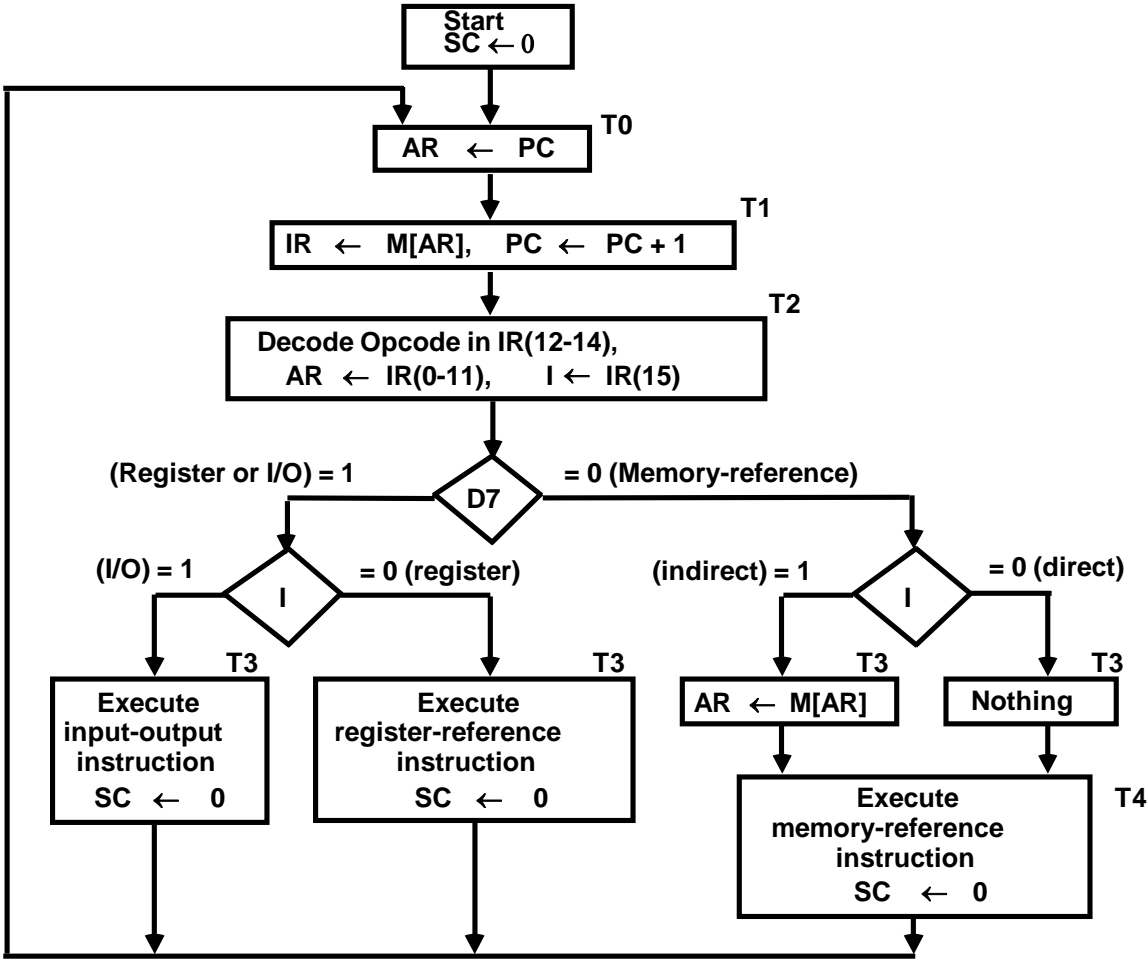 Start
SC ← 0
T0
AR ← PC
T1
IR ← M[AR], PC ← PC + 1
T2
Decode Opcode in IR(12-14),
AR ← IR(0-11), I ← IR(15)
(Register or I/O) = 1
D7
= 0 (Memory-reference)
(I/O) = 1
I
= 0 (register)
(indirect) = 1
I
= 0 (direct)
T3
Execute
input-output
instruction
SC ← 0
T3
Execute
register-reference
instruction
SC ← 0
T3
AR ← M[AR]
T3
Nothing
T4
Execute
memory-reference
instruction
SC ← 0